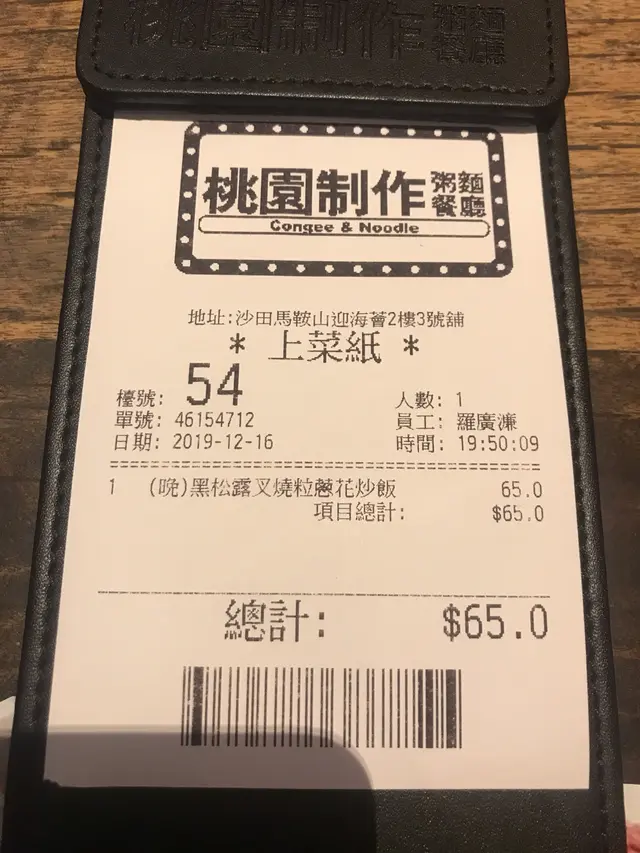 桃園制作 粥麵餐廳
桃園制作 粥麵餐廳
Congee & Noodle
地址:沙田馬鞍山迎海薈2樓3號舖
* 上菜紙 *
檯號: 54 人數: 1
單號: 46154712 員工: 羅廣濂
日期: 2019-12-16 時間: 19:50:09
1 (晚)黑松露叉燒粒蔥花炒飯 65.0
項目總計: $65.0
總計: $65.0